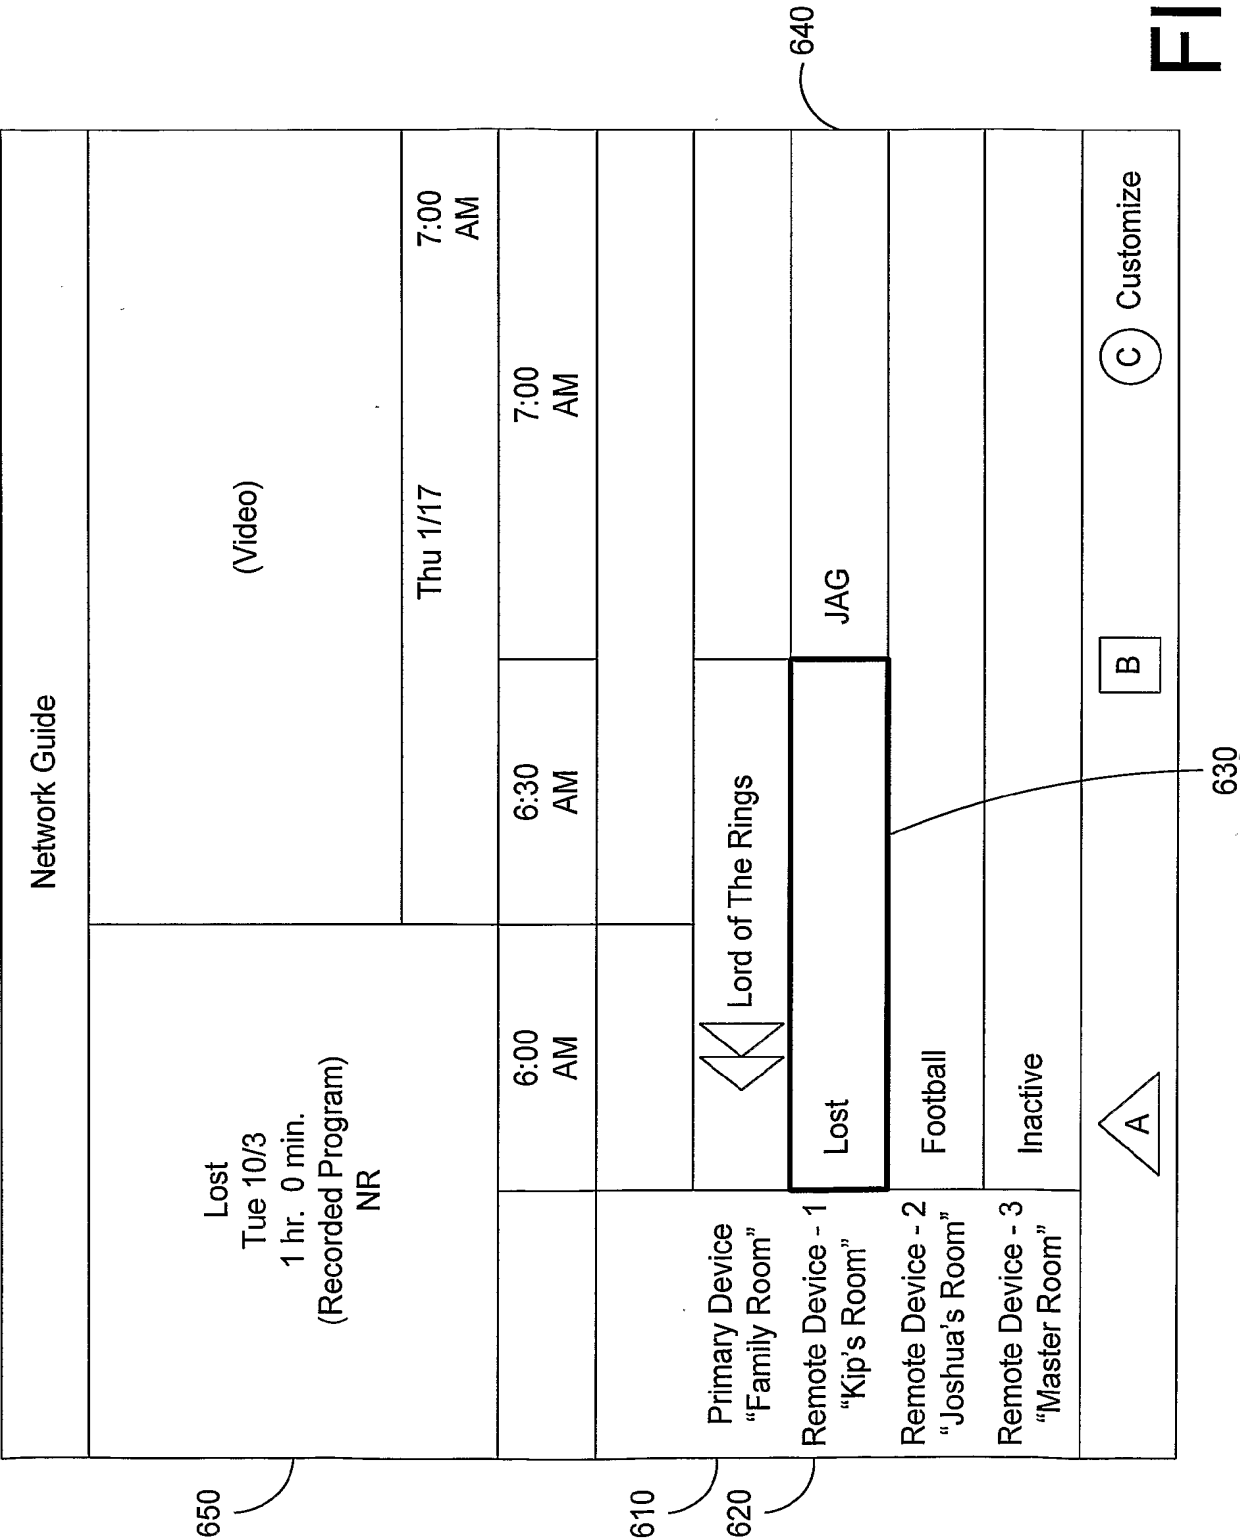 Network Guide
650
Lost
Tue 10/3
1 hr. 0 min.
(Recorded Program)
NR
(Video)
Thu 1/17
7:00
AM
6:00
AM
6:30
AM
7:00
AM
610
Primary Device
“Family Room”
Lord of The Rings
620
Remote Device - 1
“Kip's Room”
Lost
JAG
640
Remote Device - 2
“Joshua's Room”
Football
Remote Device - 3
“Master Room”
Inactive
A
B
C Customize
630
FI